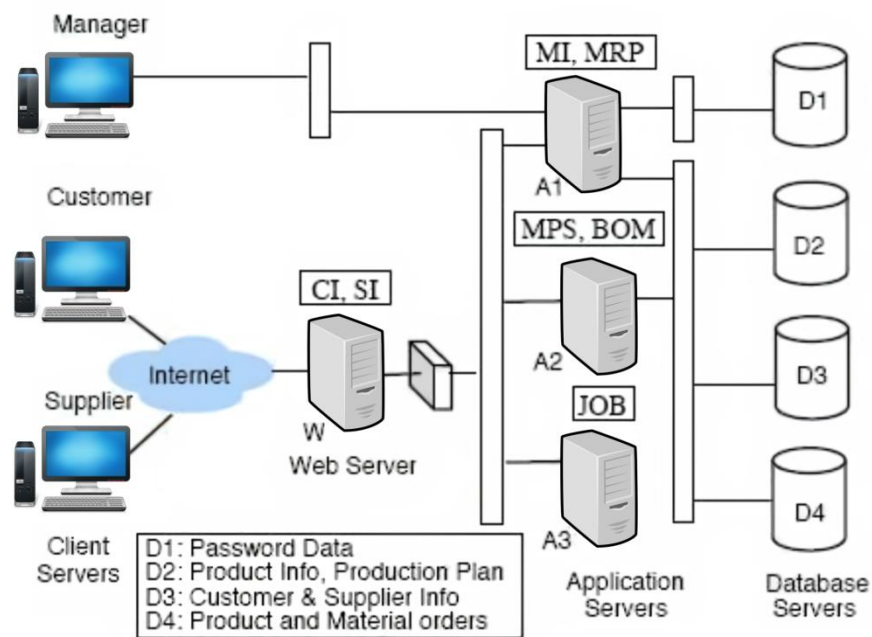 Manager
MI, MRP
D1
A1
Customer
MPS, BOM
D2
CI, SI
Internet
A2
D3
Supplier
JOB
W
Web Server
D4
A3
Client
Servers
D1: Password Data
D2: Product Info, Production Plan
D3: Customer & Supplier Info
D4: Product and Material orders
Application
Servers
Database
Servers